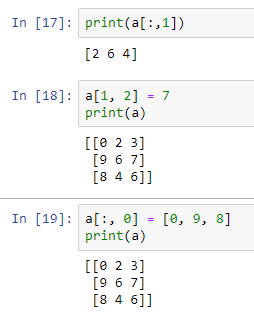 In [17]: print(a[:,1])
[2 6 4]
In [18]: a[1, 2] = 7
print(a)
[[0 2 3]
[9 6 7]
[8 4 6]]
In [19]: a[:, 0] = [0, 9, 8]
print(a)
[[0 2 3]
[9 6 7]
[8 4 6]]